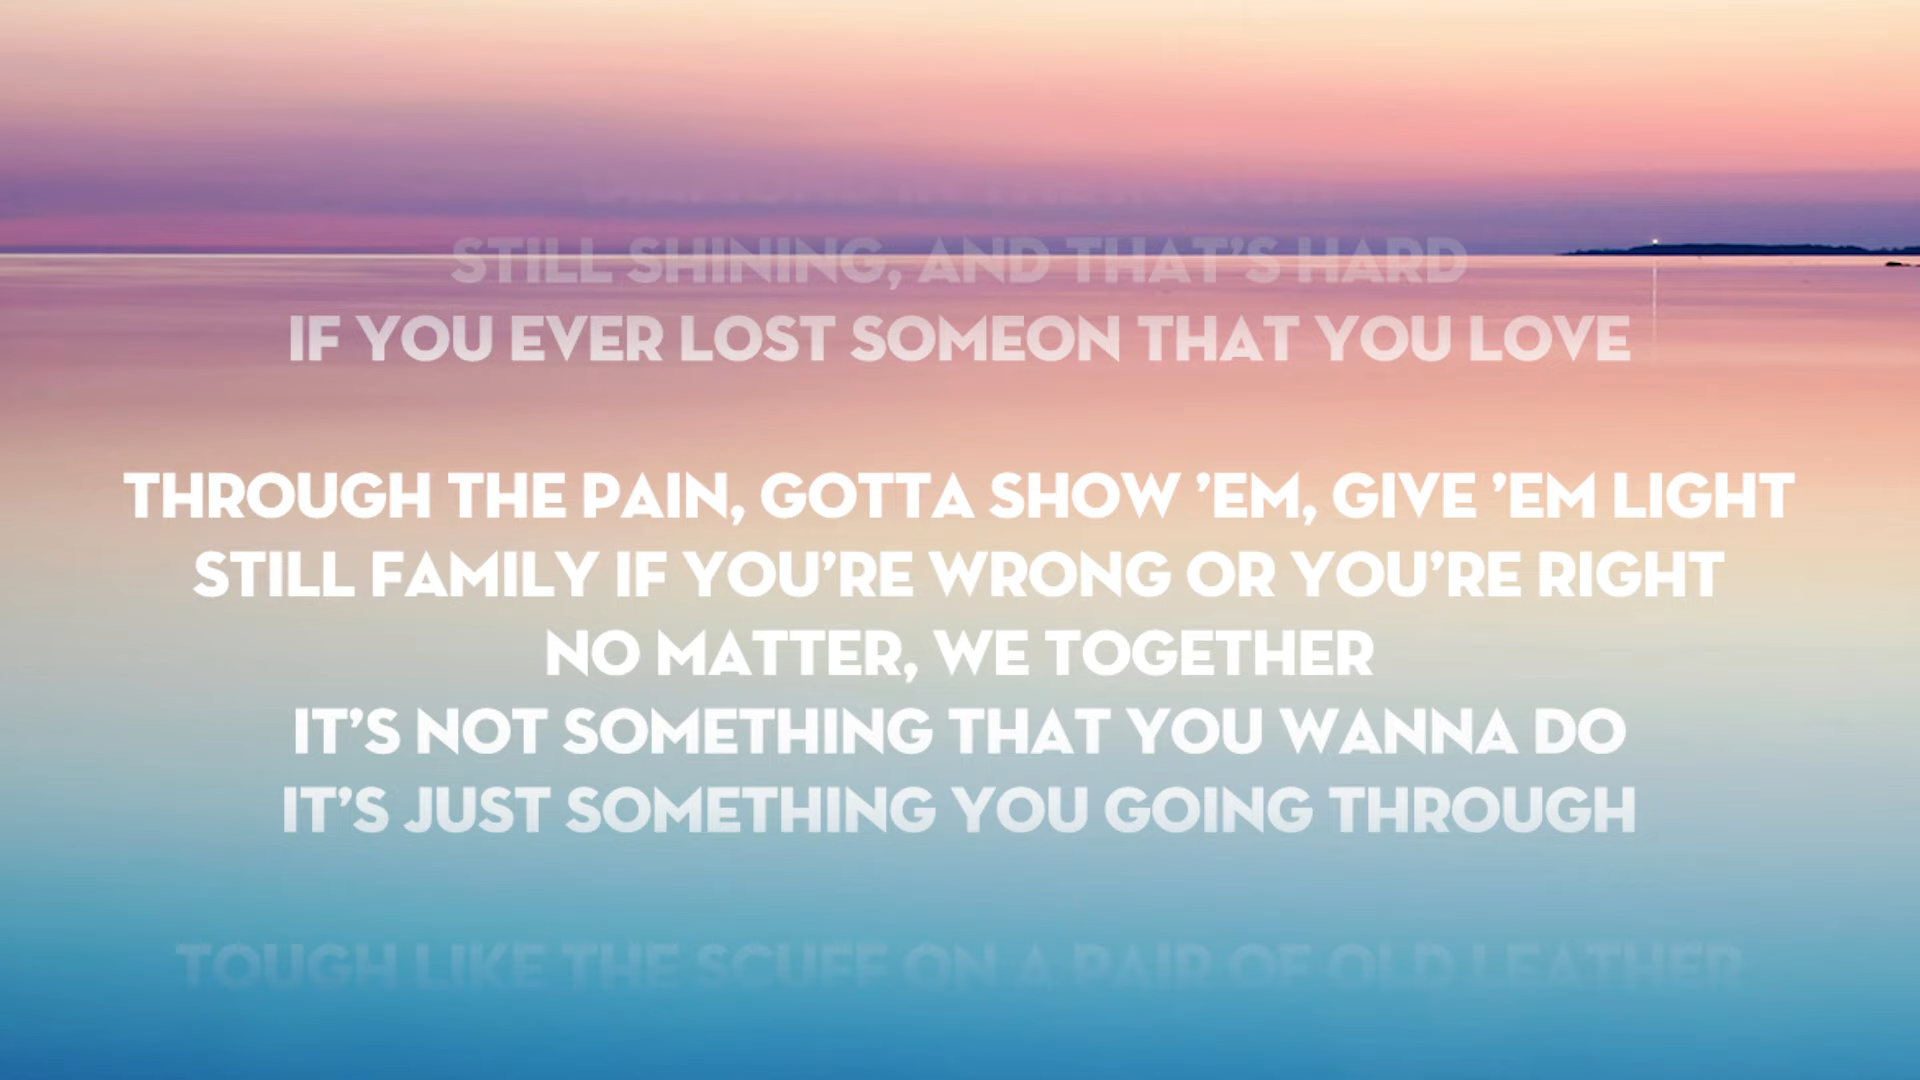 STILL SHINING, AND THAT'S HARD
IF YOU EVER LOST SOMEON THAT YOU LOVE
THROUGH THE PAIN, GOTTA SHOW ’EM, GIVE ’EM LIGHT
STILL FAMILY IF YOU’RE WRONG OR YOU’RE RIGHT
NO MATTER, WE TOGETHER
IT’S NOT SOMETHING THAT YOU WANNA DO
IT’S JUST SOMETHING YOU GOING THROUGH
TOUGH LIKE THE SCUFF ON A PAIR OF OLD LEATHER